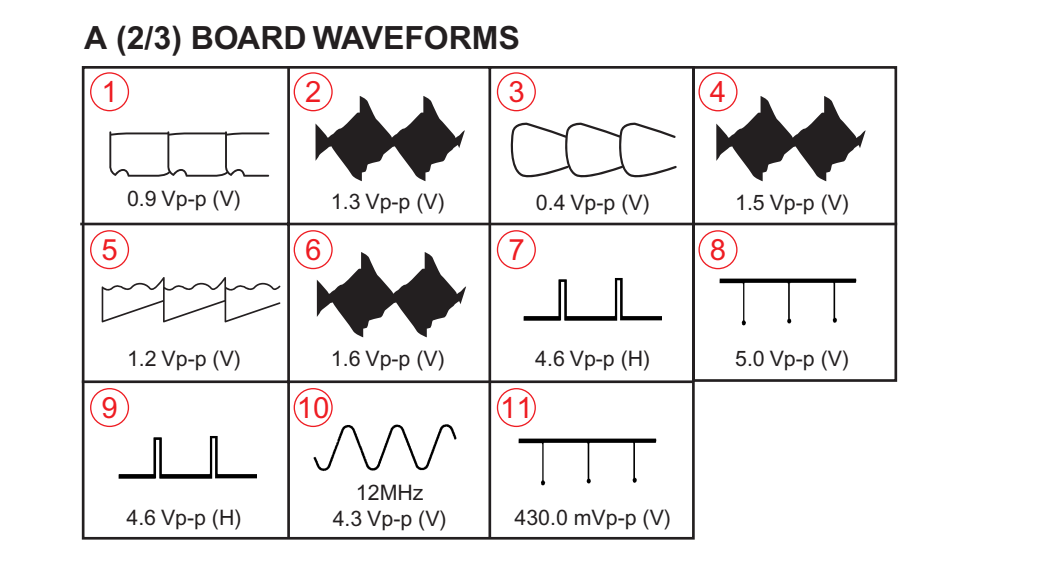 A (2/3) BOARD WAVEFORMS
1
0.9 Vp-p (V)
2
1.3 Vp-p (V)
3
0.4 Vp-p (V)
4
1.5 Vp-p (V)
5
1.2 Vp-p (V)
6
1.6 Vp-p (V)
7
4.6 Vp-p (H)
8
5.0 Vp-p (V)
9
4.6 Vp-p (H)
10
12MHz
4.3 Vp-p (V)
11
430.0 mVp-p (V)